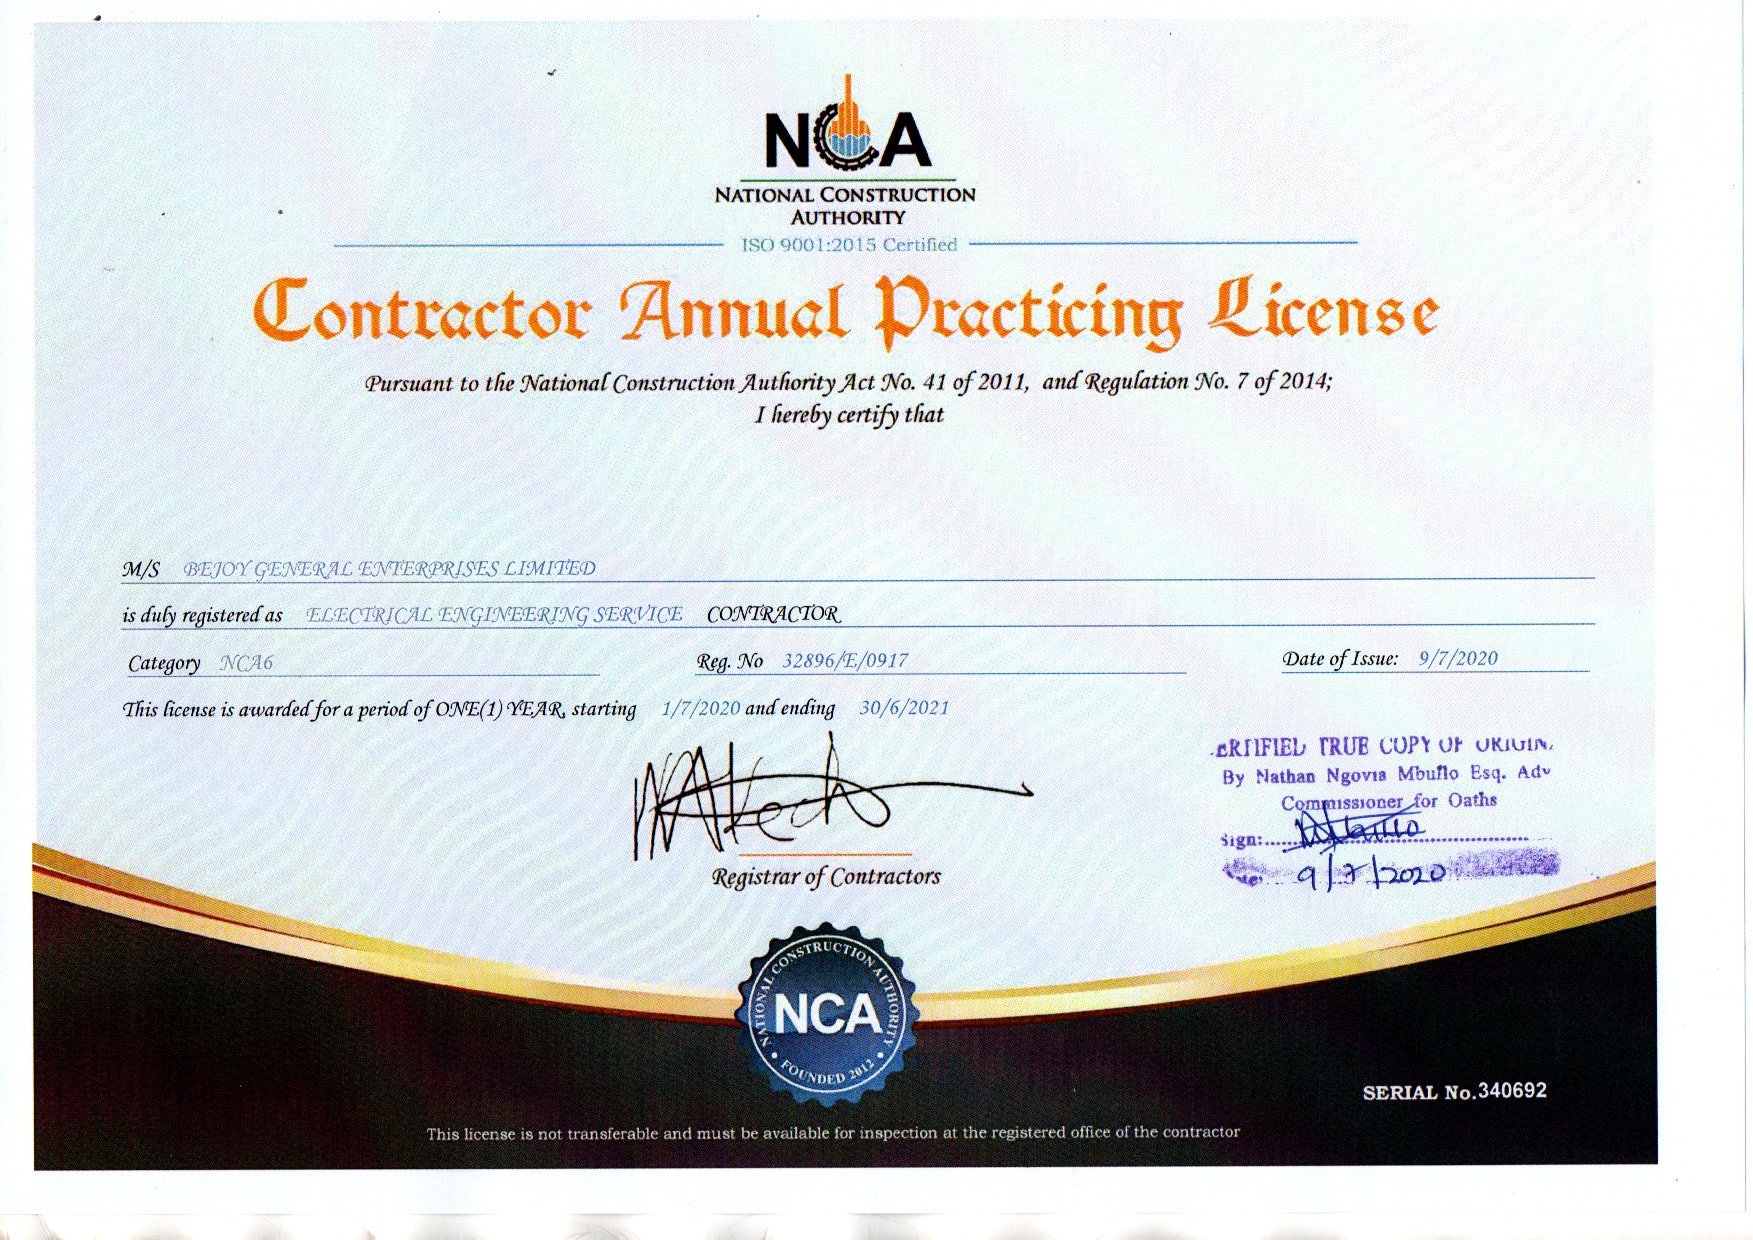 NCA
NATIONAL CONSTRUCTION
AUTHORITY
ISO 9001:2015 Certified
Contractor Annual Practicing License
Pursuant to the National Construction Authority Act No. 41 of 2011, and Regulation No. 7 of 2014;
I hereby certify that
M/S BEJOY GENERAL ENTERPRISES LIMITED
is duly registered as ELECTRICAL ENGINEERING SERVICE CONTRACTOR
Category NCA6 Reg. No 32896/E/0917 Date of Issue: 9/7/2020
This license is awarded for a period of ONE(1) YEAR, starting 1/7/2020 and ending 30/6/2021
ERTIFIED TRUE COPY OF ORIGIN
By Nathan Ngovia Mbuflo Esq. Adv
Commissioner for Oaths
Sign:
9/7/2020
Registrar of Contractors
NATIONAL CONSTRUCTION AUTHORITY
NCA
FOUNDED 2012
SERIAL No.340692
This license is not transferable and must be available for inspection at the registered office of the contractor